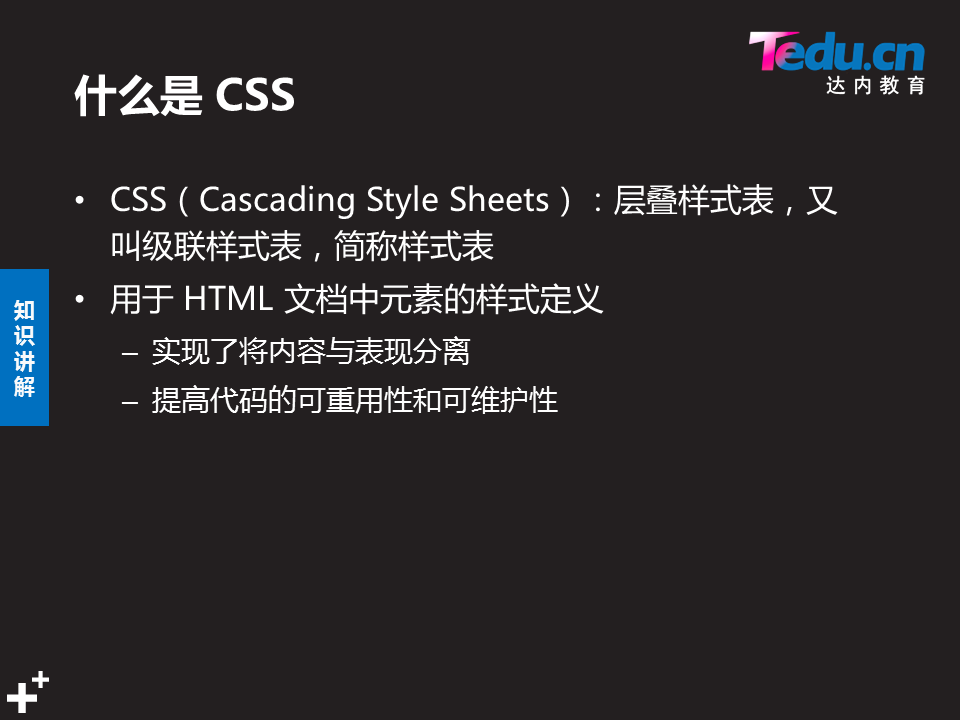 Tedu.cn
达内教育
什么是 CSS
• CSS（Cascading Style Sheets）：层叠样式表，又
叫级联样式表，简称样式表
• 用于 HTML 文档中元素的样式定义
– 实现了将内容与表现分离
– 提高代码的可重用性和可维护性
知
识
讲
解